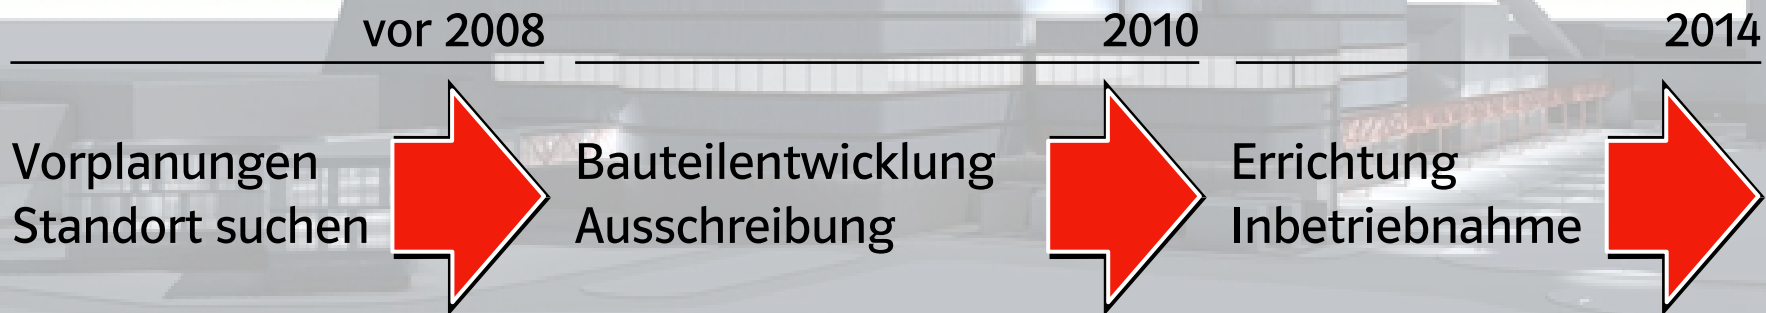 vor 2008
2010
2014
Vorplanungen
Standort suchen
Bauteilentwicklung
Ausschreibung
Errichtung
Inbetriebnahme